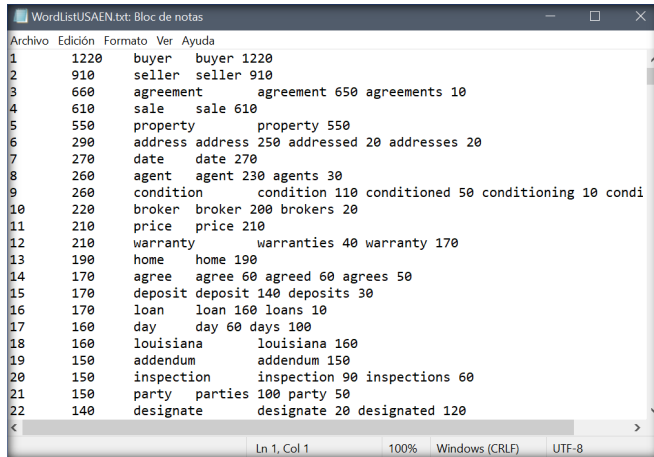 WordListUSAEN.txt: Bloc de notas
Archivo Edición Formato Ver Ayuda
1 1220 buyer buyer 1220
2 910 seller seller 910
3 660 agreement agreement 650 agreements 10
4 610 sale sale 610
5 550 property property 550
6 290 address address 250 addressed 20 addresses 20
7 270 date date 270
8 260 agent agent 230 agents 30
9 260 condition condition 110 conditioned 50 conditioning 10 condi
10 220 broker broker 200 brokers 20
11 210 price price 210
12 210 warranty warranties 40 warranty 170
13 190 home home 190
14 170 agree agree 60 agreed 60 agrees 50
15 170 deposit deposit 140 deposits 30
16 170 loan loan 160 loans 10
17 160 day day 60 days 100
18 160 louisiana louisiana 160
19 150 addendum addendum 150
20 150 inspection inspection 90 inspections 60
21 150 party parties 100 party 50
22 140 designate designate 20 designated 120
Ln 1, Col 1 100% Windows (CRLF) UTF-8